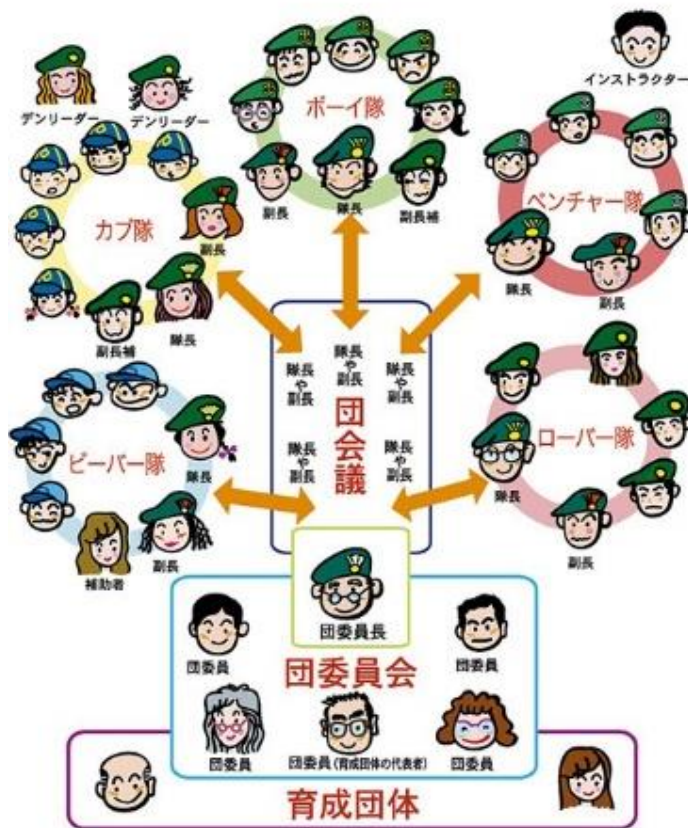 デンリーダー
デンリーダー
ボーイ隊
副長
隊長
副長補
インストラクター
ベンチャー隊
隊長
副長
カブ隊
副長
隊長
副長補
隊長や副長
隊長や副長
隊長や副長
隊長や副長
隊長や副長
団会議
ビーバー隊
隊長
副長
補助者
ローバー隊
隊長
副長
団委員長
団委員会
団委員
団委員
団委員
団委員(育成団体の代表者)
団委員
育成団体